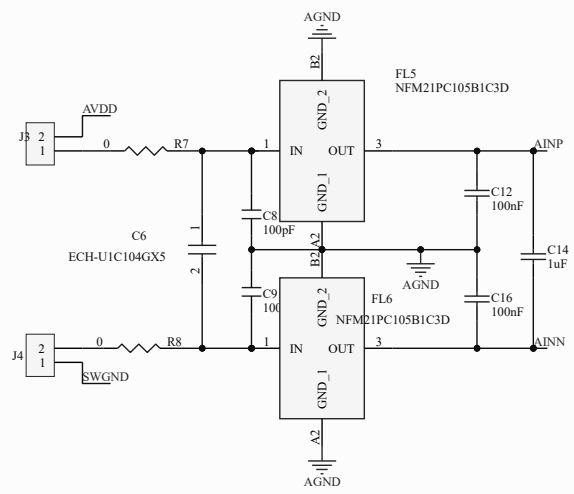 AGND
B2
FL5
NFM21PC105B1C3D
GND_2
AVDD
J3
2
1
0
R7
1
IN
OUT
3
AINP
GND_1
C12
100nF
C8
100pF
1
C6
ECH-U1C104GX5
2
A2
B2
C14
1uF
AGND
C9
100
GND_2
FL6
NFM21PC105B1C3D
C16
100nF
J4
2
1
0
R8
1
IN
OUT
3
AINN
SWGND
GND_1
A2
AGND